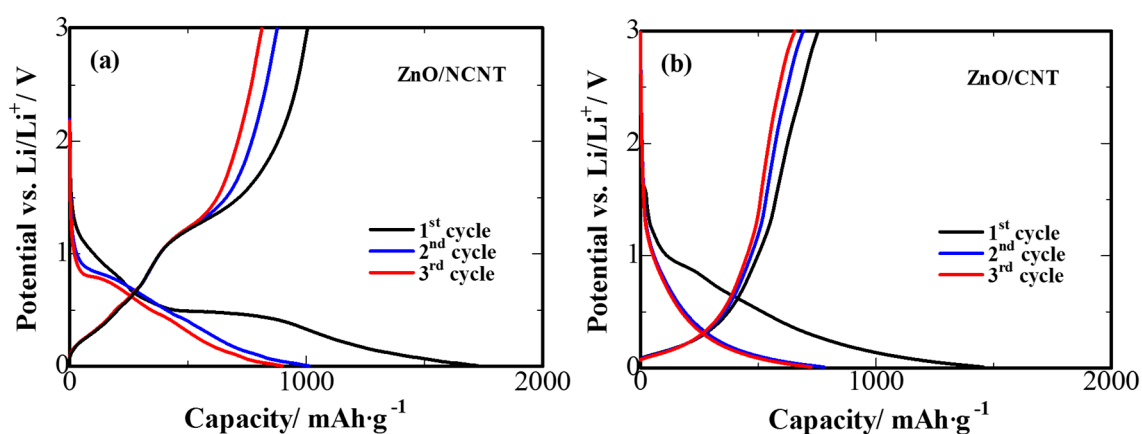 (a)
ZnO/NCNT
3
2
1
0
Potential vs. Li/Li⁺/ V
1ˢᵗ cycle
2ⁿᵈ cycle
3ʳᵈ cycle
0
1000
2000
Capacity/ mAh·g⁻¹
(b)
ZnO/CNT
3
2
1
0
Potential vs. Li/Li⁺/ V
1ˢᵗ cycle
2ⁿᵈ cycle
3ʳᵈ cycle
0
1000
2000
Capacity/ mAh·g⁻¹